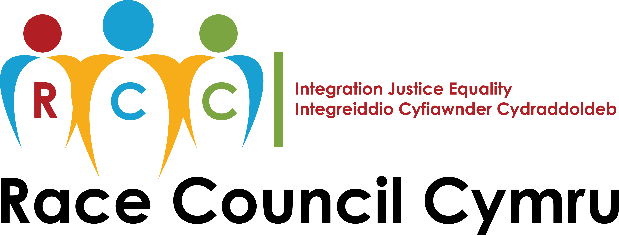 R C C
Integration Justice Equality
Integreiddio Cyfiawnder Cydraddoldeb
Race Council Cymru